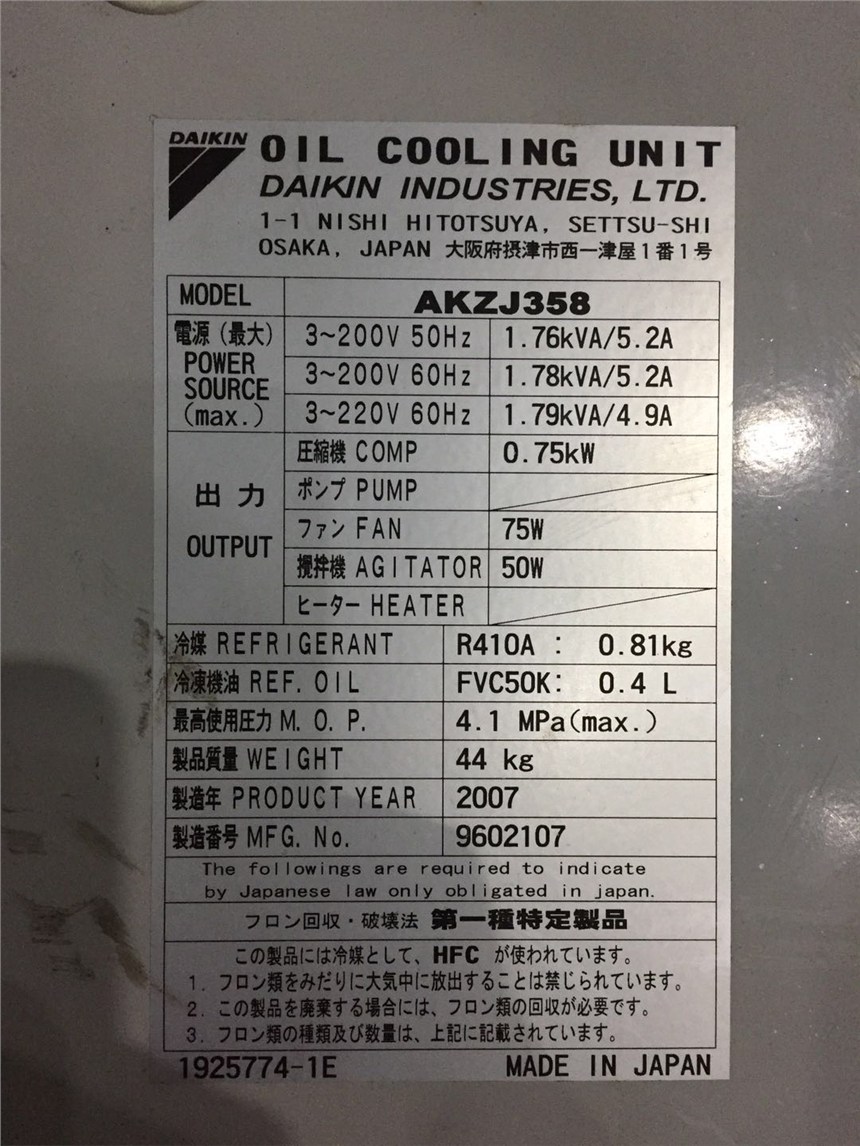 DAIKIN
OIL COOLING UNIT
DAIKIN INDUSTRIES, LTD.
1-1 NISHI HITOTSUYA, SETTSU-SHI
OSAKA, JAPAN 大阪府摂津市西一津屋1番1号
MODEL AKZJ358
電源(最大) POWER SOURCE (max.)
3~200V 50Hz 1.76kVA/5.2A
3~200V 60Hz 1.78kVA/5.2A
3~220V 60Hz 1.79kVA/4.9A
出力 OUTPUT
圧縮機 COMP 0.75kW
ポンプ PUMP
ファン FAN 75W
攪拌機 AGITATOR 50W
ヒーター HEATER
冷媒 REFRIGERANT R410A : 0.81kg
冷凍機油 REF. OIL FVC50K: 0.4 L
最高使用圧力 M. O. P. 4.1 MPa(max.)
製品質量 WEIGHT 44 kg
製造年 PRODUCT YEAR 2007
製造番号 MFG. No. 9602107
The followings are required to indicate
by Japanese law only obligated in japan.
フロン回収・破壊法 第一種特定製品
この製品には冷媒として、HFC が使われています。
1. フロン類をみだりに大気中に放出することは禁じられています。
2. この製品を廃棄する場合には、フロン類の回収が必要です。
3. フロン類の種類及び数量は、上記に記載されています。
1925774-1E MADE IN JAPAN